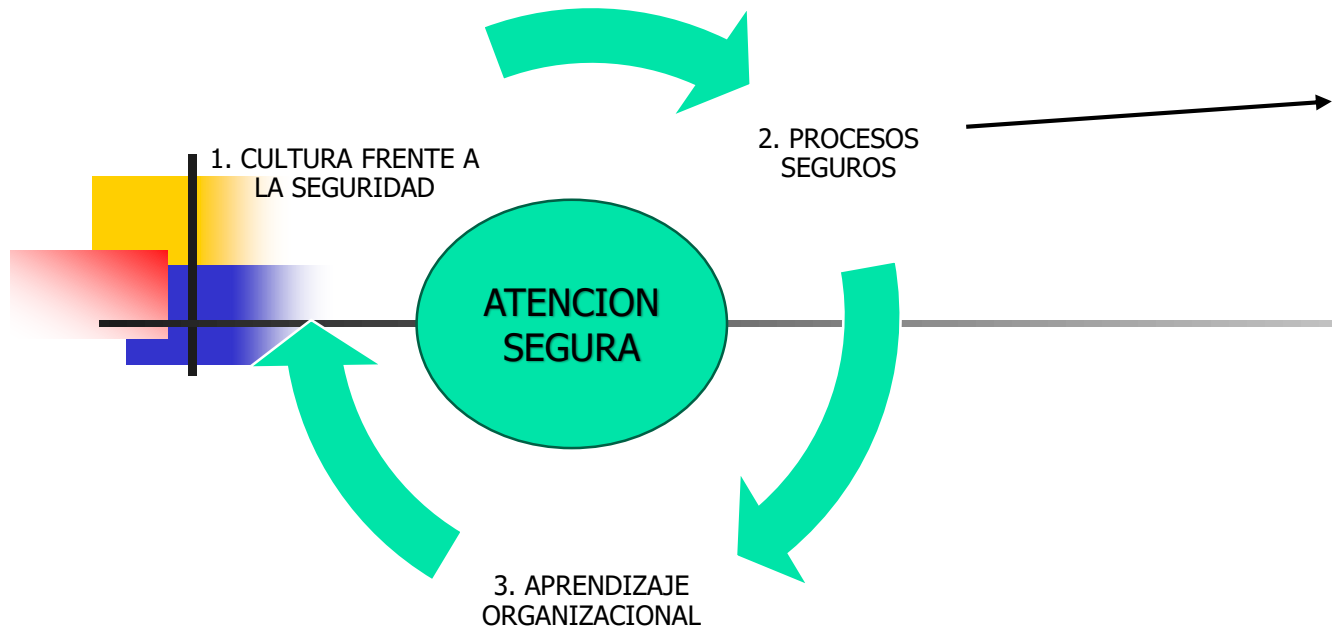 1. CULTURA FRENTE A
LA SEGURIDAD
2. PROCESOS
SEGUROS
ATENCION
SEGURA
3. APRENDIZAJE
ORGANIZACIONAL